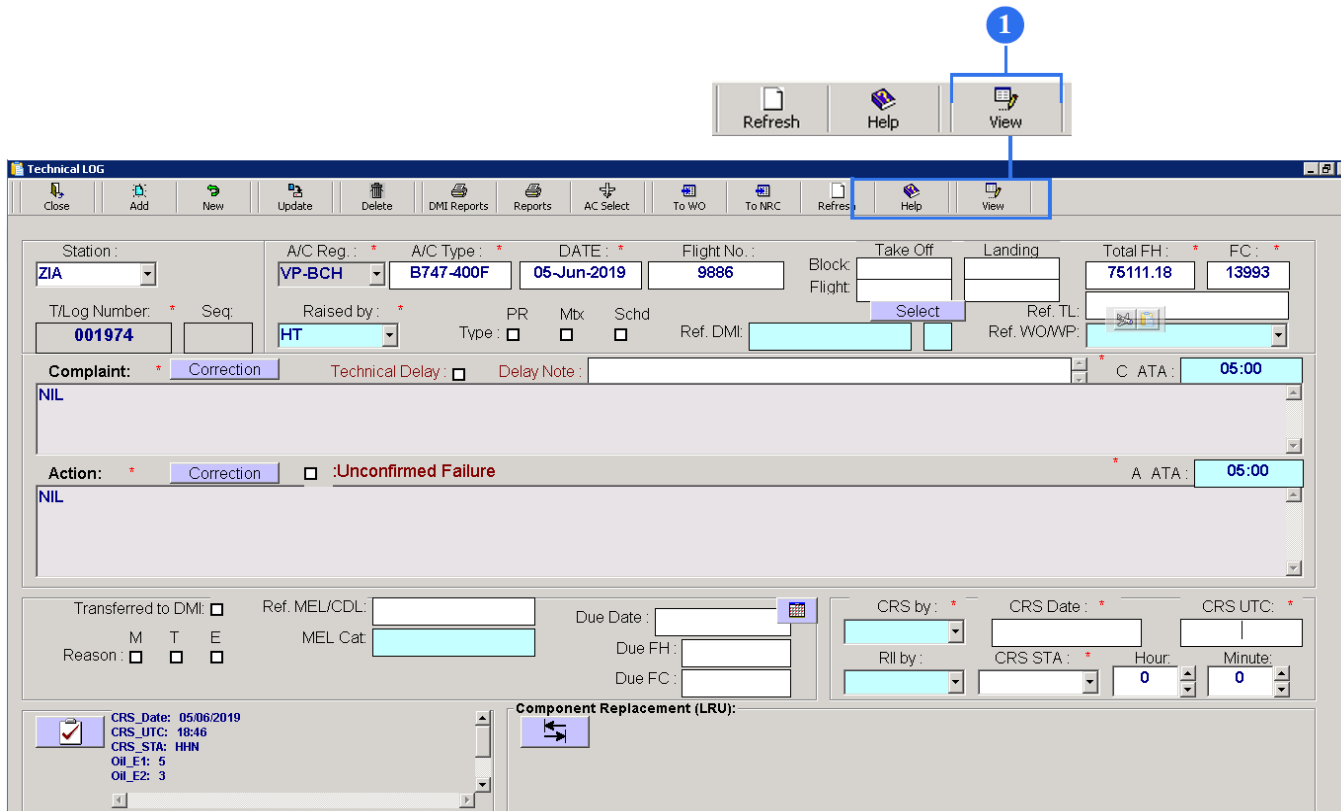 1
Refresh Help View
Technical LOG
Close Add New Update Delete DMI Reports Reports AC Select To WO To NRC Refresh Help View
Station : A/C Reg. : * A/C Type : * DATE : * Flight No. : Take Off Landing Total FH : * FC : *
ZIA VP-BCH B747-400F 05-Jun-2019 9886 Block: 75111.18 13993
Flight:
T/Log Number: * Seq: Raised by : * PR Mtx Schd Select Ref. TL:
001974 HT Type : Ref. DMI: Ref. WO/WP:
Complaint: * Correction Technical Delay : Delay Note : * C ATA : 05:00
NIL
Action: * Correction :Unconfirmed Failure * A ATA : 05:00
NIL
Transferred to DMI: Ref. MEL/CDL: Due Date : CRS by : * CRS Date : * CRS UTC: *
M T E MEL Cat: Due FH :
Reason : Due FC : RII by : CRS STA : * Hour: Minute:
0 0
Component Replacement (LRU):
CRS_Date: 05/06/2019
CRS_UTC: 18:46
CRS_STA: HHN
Oil_E1: 5
Oil_E2: 3